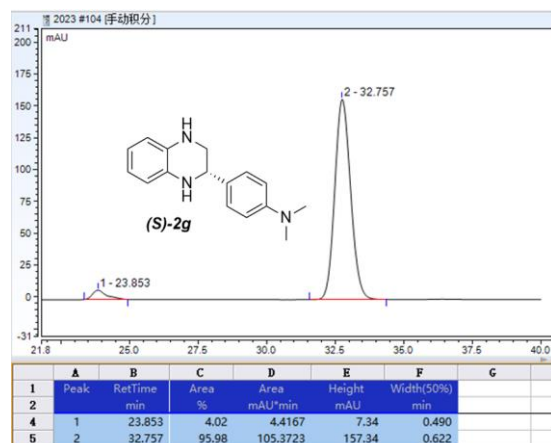 2023 #104 [手动积分]
211
mAU
200
175
150
125
100
75
50
25
0
-31
2 - 32.757
1 - 23.853
H
N
N
H
N
(S)-2g
21.8 25.0 27.5 30.0 32.5 35.0 37.5 40.0
A B C D E F G
1 Peak RetTime Area Area Height Width(50%)
2 min % mAU*min mAU min
4 1 23.853 4.02 4.4167 7.34 0.490
5 2 32.757 95.98 105.3723 157.34 0.622